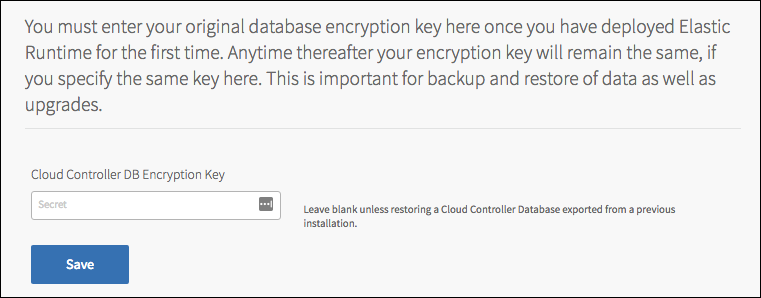 You must enter your original database encryption key here once you have deployed Elastic
Runtime for the first time. Anytime thereafter your encryption key will remain the same, if
you specify the same key here. This is important for backup and restore of data as well as
upgrades.
Cloud Controller DB Encryption Key
Secret
Leave blank unless restoring a Cloud Controller Database exported from a previous
installation.
Save